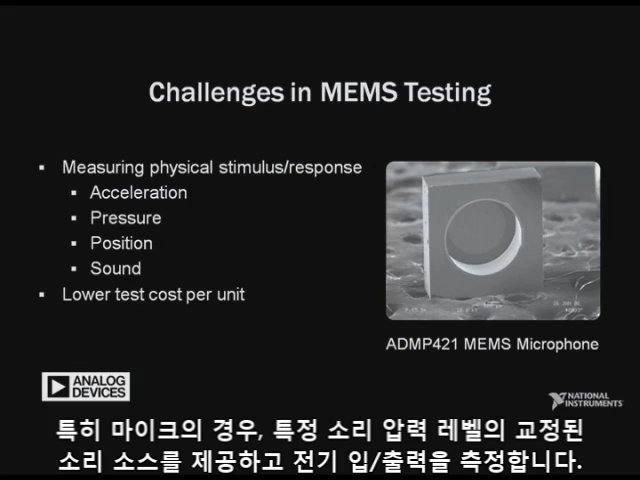 Challenges in MEMS Testing
▪ Measuring physical stimulus/response
▪ Acceleration
▪ Pressure
▪ Position
▪ Sound
▪ Lower test cost per unit
ADMP421 MEMS Microphone
ANALOG
DEVICES
NATIONAL
INSTRUMENTS
특히 마이크의 경우, 특정 소리 압력 레벨의 교정된
소리 소스를 제공하고 전기 입/출력을 측정합니다.